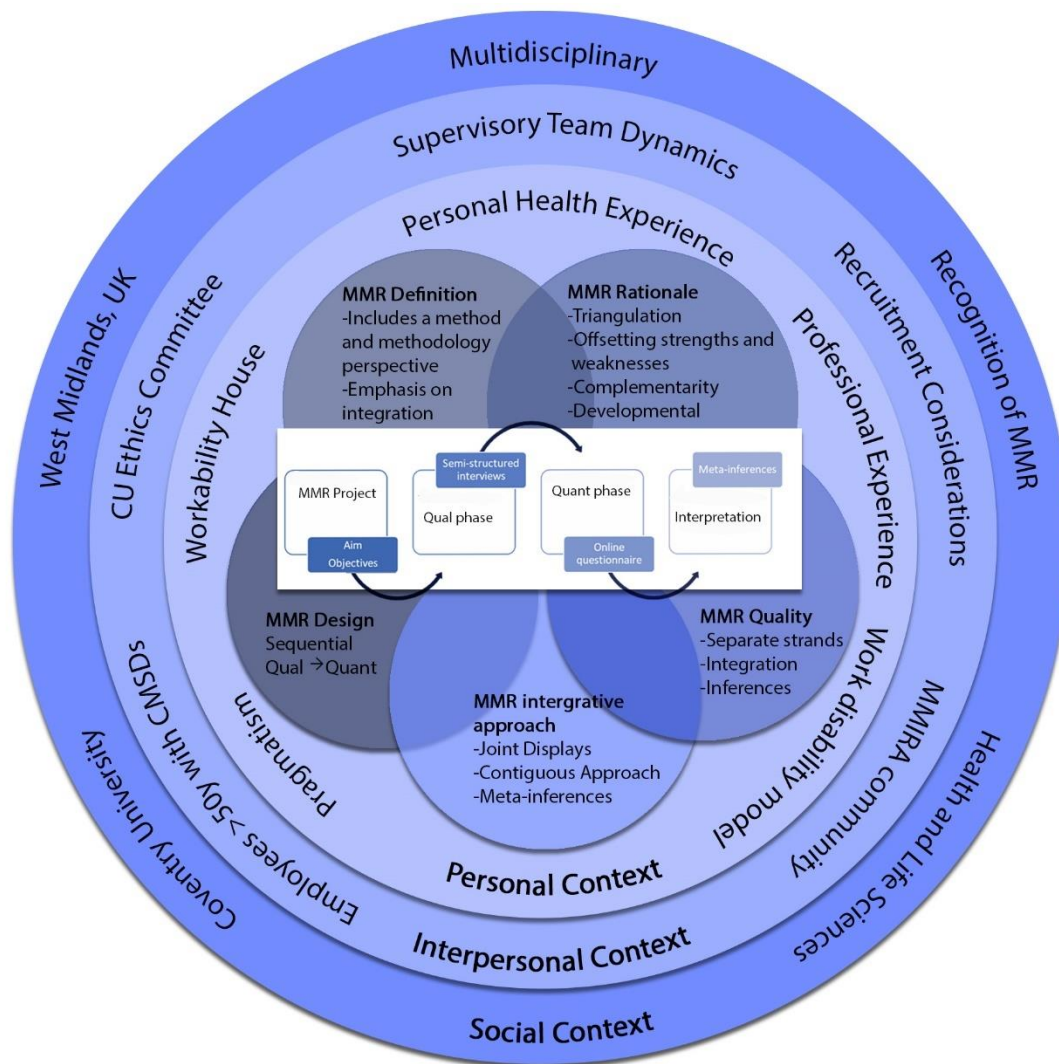 Multidisciplinary
Supervisory Team Dynamics
Personal Health Experience
West Midlands, UK
CU Ethics Committee
Workability House
Recognition of MMR
Recruitment Considerations
Professional Experience
MMR Definition
-Includes a method
and methodology
perspective
-Emphasis on
integration
MMR Rationale
-Triangulation
-Offsetting strengths and
weaknesses
-Complementarity
-Developmental
MMR Project
Aim
Objectives
Semi-structured
interviews
Qual phase
Quant phase
Online
questionnaire
Meta-inferences
Interpretation
MMR Design
Sequential
Qual →Quant
MMR intergrative
approach
-Joint Displays
-Contiguous Approach
-Meta-inferences
MMR Quality
-Separate strands
-Integration
-Inferences
Pragmatism
Work disability model
Employees >50y with CMSDs
MMIRA community
Coventry University
Health and Life Sciences
Personal Context
Interpersonal Context
Social Context